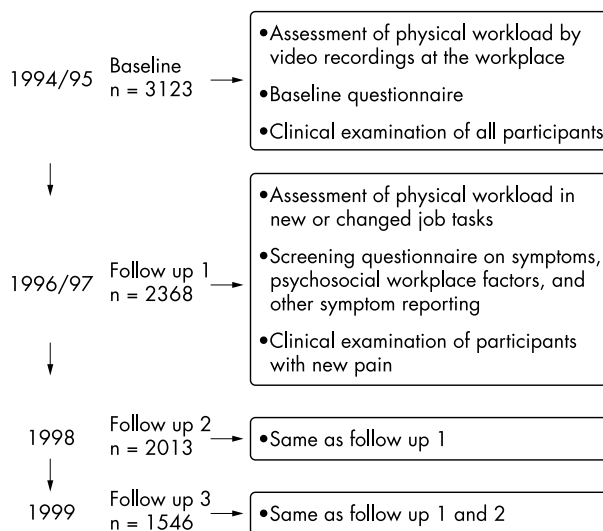 1994/95
Baseline
n = 3123
•Assessment of physical workload by
video recordings at the workplace
•Baseline questionnaire
•Clinical examination of all participants
1996/97
Follow up 1
n = 2368
•Assessment of physical workload in
new or changed job tasks
•Screening questionnaire on symptoms,
psychosocial workplace factors, and
other symptom reporting
•Clinical examination of participants
with new pain
1998
Follow up 2
n = 2013
•Same as follow up 1
1999
Follow up 3
n = 1546
•Same as follow up 1 and 2